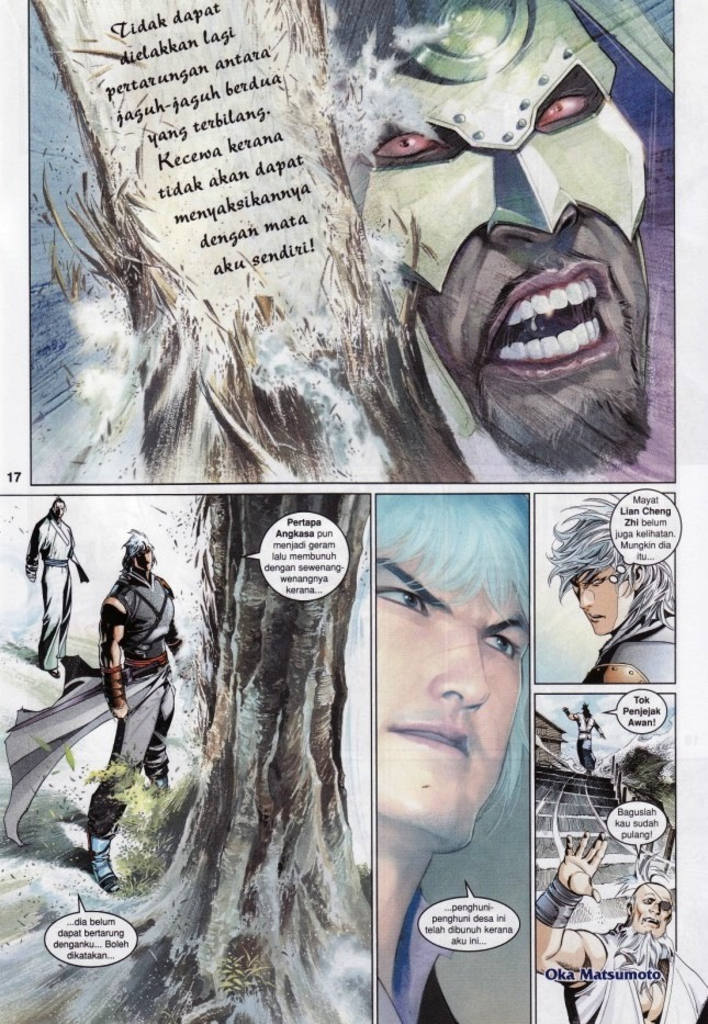 Tidak dapat
dielakkan lagi
pertarungan antara
jaguh-jaguh berdua
yang terbilang.
Kecewa kerana
tidak akan dapat
menyaksikannya
dengan mata
aku sendiri!
17
Pertapa
Angkasa pun
menjadi geram
lalu membunuh
dengan sewenang-
wenangnya
kerana...
...dia belum
dapat bertarung
denganku... Boleh
dikatakan...
...penghuni-
penghuni desa ini
telah dibunuh kerana
aku ini...
Mayat
Lian Cheng
Zhi belum
juga kelihatan.
Mungkin dia
itu...
Tok
Penjejak
Awan!
Baguslah
kau sudah
pulang!
Oka Matsumoto